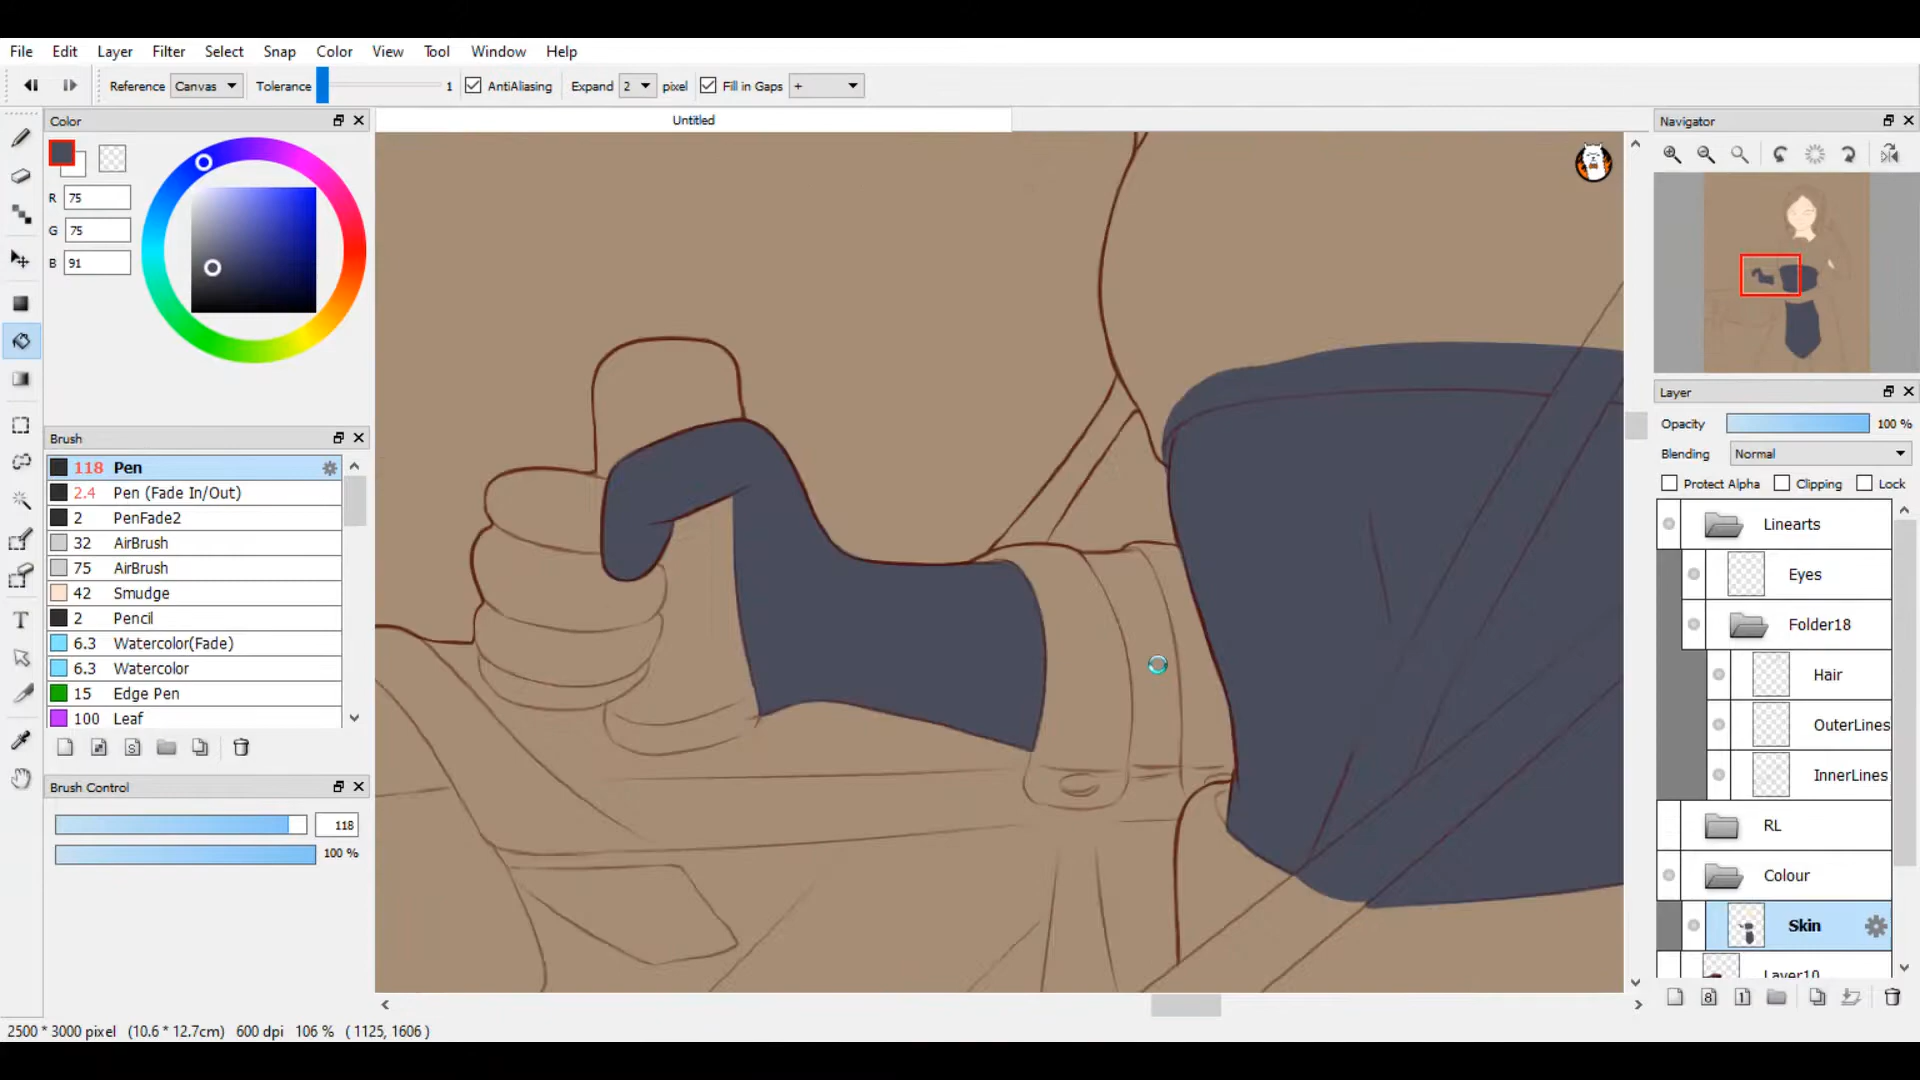 File Edit Layer Filter Select Snap Color View Tool Window Help
Reference Canvas Tolerance 1 AntiAliasing Expand 2 pixel Fill in Gaps +
Color
Untitled
Navigator
R 75
G 75
B 91
Brush
118 Pen
2.4 Pen (Fade In/Out)
2 PenFade2
32 AirBrush
75 AirBrush
42 Smudge
2 Pencil
6.3 Watercolor(Fade)
6.3 Watercolor
15 Edge Pen
100 Leaf
Brush Control
118
100 %
Layer
Opacity 100 %
Blending Normal
Protect Alpha Clipping Lock
Linearts
Eyes
Folder18
Hair
OuterLines
InnerLines
RL
Colour
Skin
Layer10
2500 * 3000 pixel (10.6 * 12.7cm) 600 dpi 106 % ( 1125, 1606 )